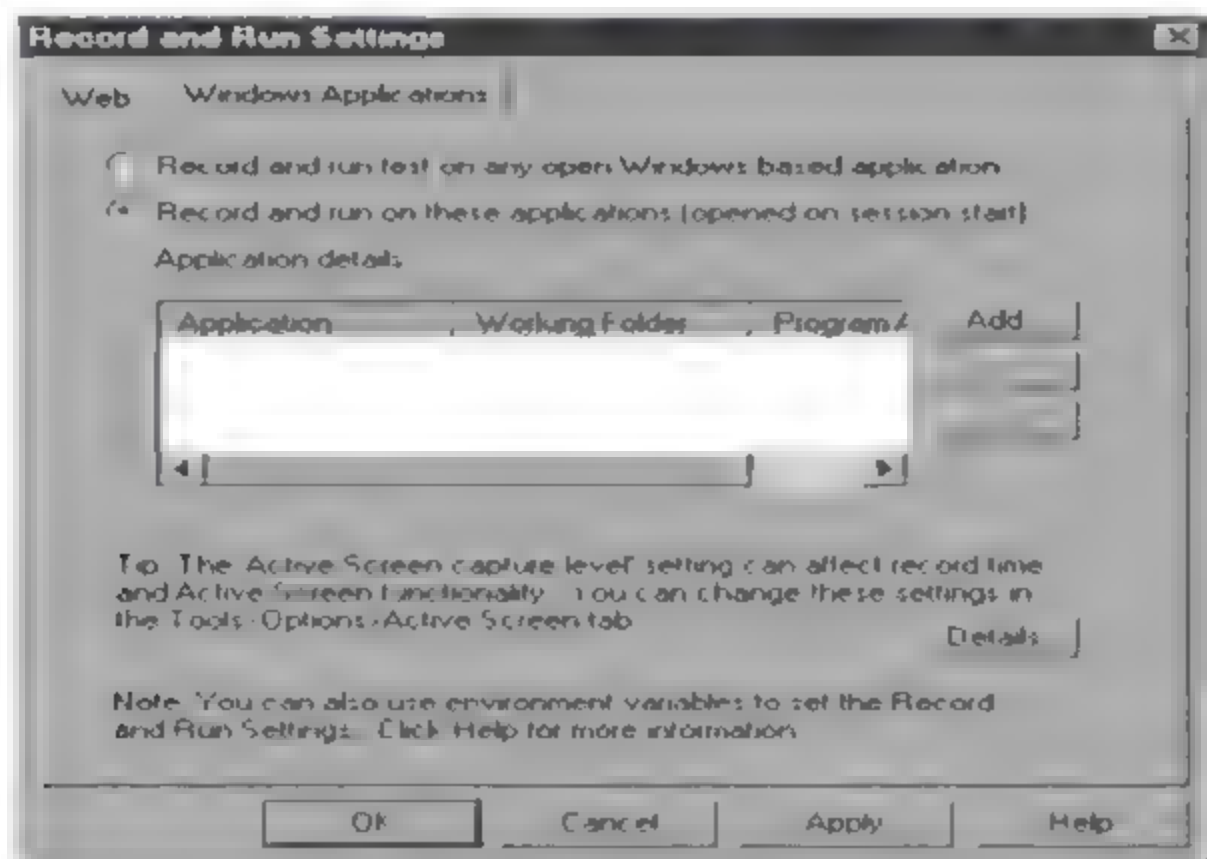 Record and Run Settings
Web Windows Applications
Record and run test on any open Windows based application
Record and run on these applications (opened on session start)
Application details
Application Working Folder Program A
Add
Tip The Active Screen capture level' setting can affect record time
and Active Screen functionality You can change these settings in
the Tools > Options > Active Screen tab
Details
Note You can also use environment variables to set the Record
and Run Settings Click Help for more information
OK Cancel Apply Help